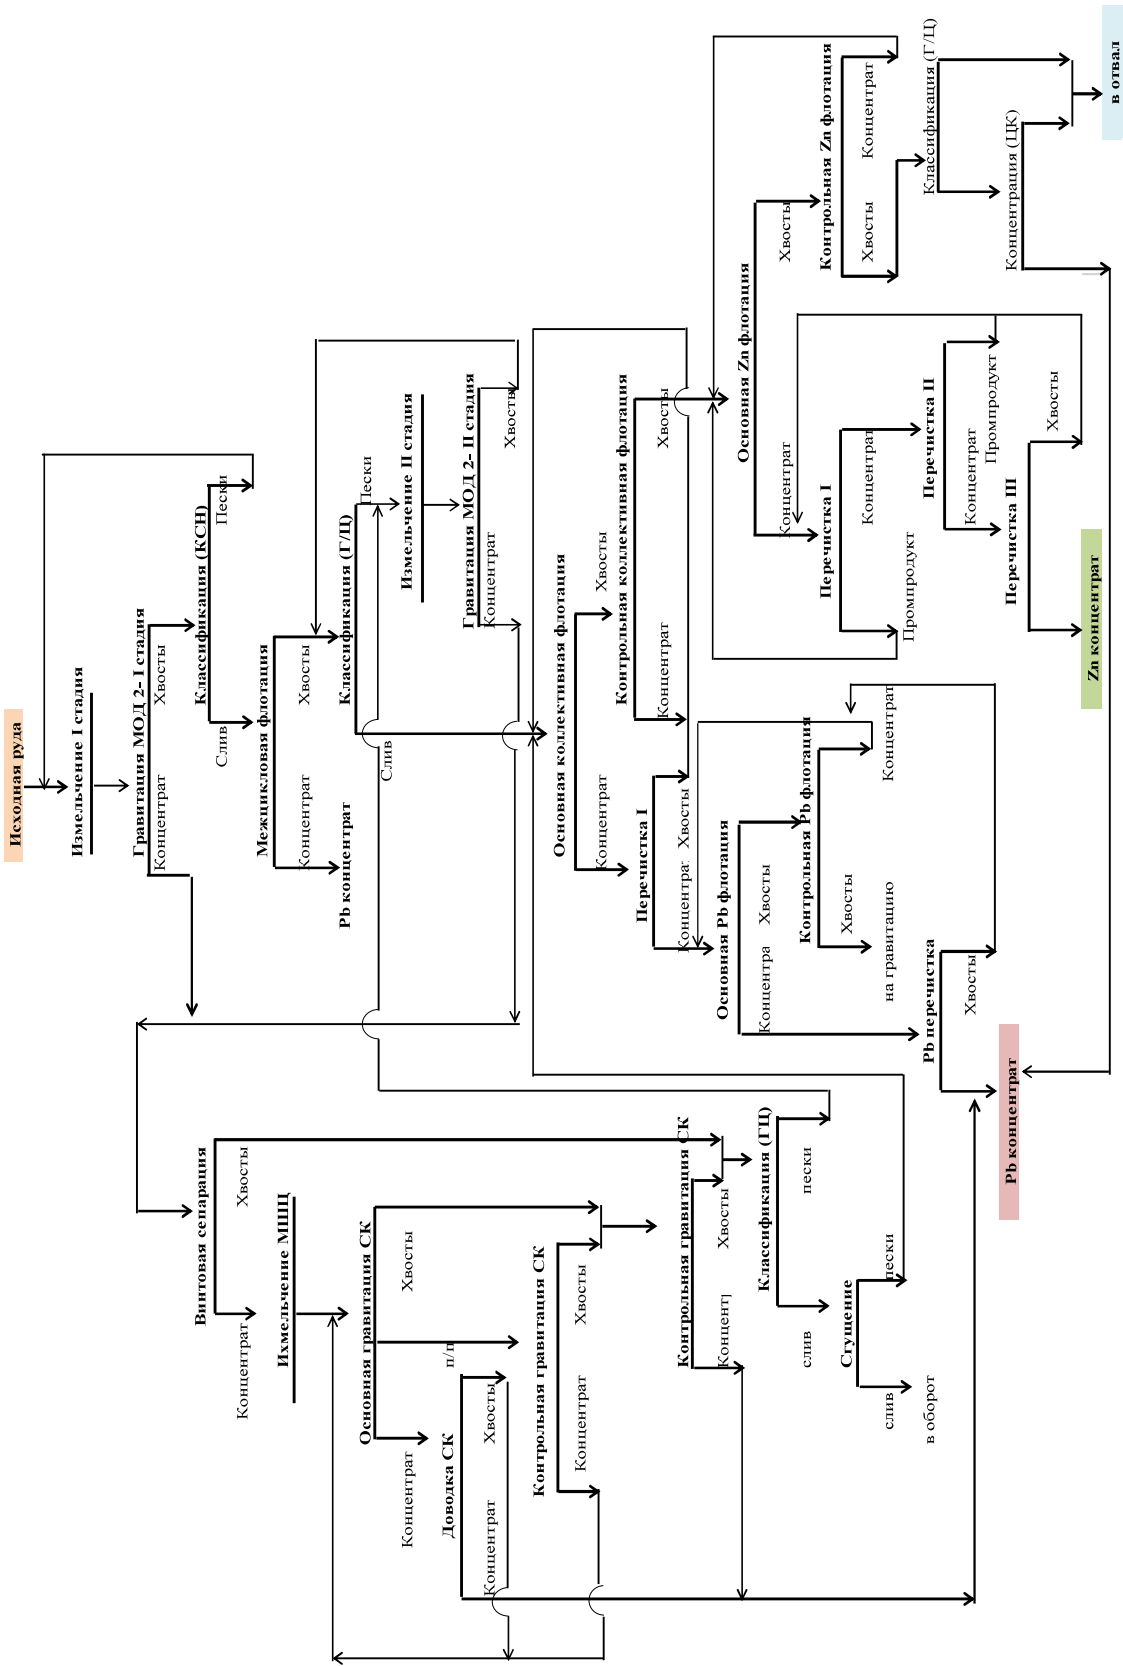 Исходная руда
Измельчение I стадия
Гравитация МОД 2- I стадия
Концентрат
Хвосты
Классификация (КСН)
Слив
Пески
Межцикловая флотация
Концентрат
Хвосты
Pb концентрат
Классификация (Г/Ц)
Слив
Пески
Измельчение II стадия
Гравитация МОД 2- II стадия
Концентрат
Хвосты
Основная коллективная флотация
Концентрат
Хвосты
Контрольная коллективная флотация
Концентрат
Хвосты
Перечистка I
Концентрат
Хвосты
Основная Pb флотация
Концентра
Хвосты
Контрольная Pb флотация
Хвосты
Концентрат
на гравитацию
Pb перечистка
Хвосты
Pb концентрат
Основная Zn флотация
Концентрат
Хвосты
Перечистка I
Промпродукт
Концентрат
Перечистка II
Концентрат
Промпродукт
Перечистка III
Хвосты
Zn концентрат
Контрольная Zn флотация
Хвосты
Концентрат
Классификация (Г/Ц)
Концентрация (ЦК)
в отвал
Винтовая сепарация
Концентрат
Хвосты
Ихмельчение МШЦ
Основная гравитация СК
Концентрат
п/п
Хвосты
Доводка СК
Концентрат
Хвосты
Контрольная гравитация СК
Концентрат
Хвосты
Контрольная гравитация СК
Концент
Хвосты
Классификация (ГЦ)
слив
пески
Сгущение
слив
пески
в оборот